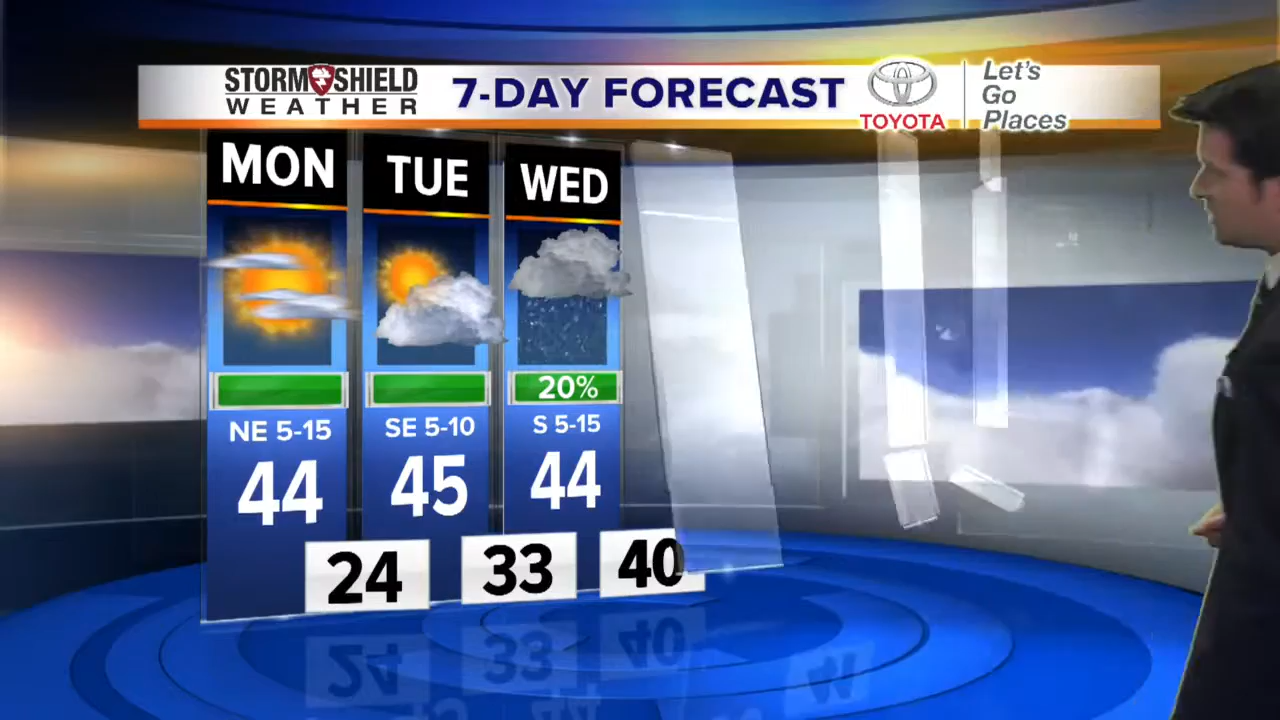 STORM SHIELD
WEATHER
7-DAY FORECAST
TOYOTA
Let's
Go
Places
MON
TUE
WED
20%
NE 5-15
SE 5-10
S 5-15
44
45
44
24
33
40